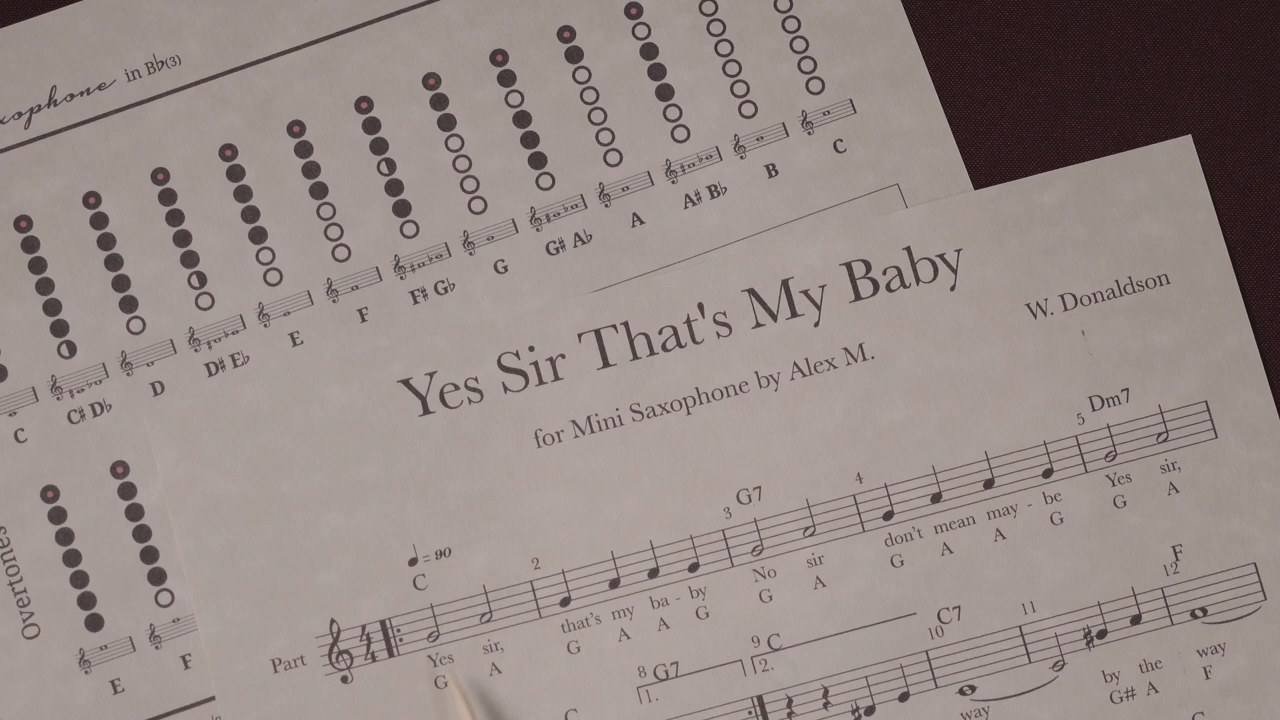 in B♭(3)
C C# D♭ D D# E♭ E F F# G♭ G G# A♭ A A# B♭ B C
Overtones
E F
Yes Sir That's My Baby
W. Donaldson
for Mini Saxophone by Alex M.
♩ = 90
C 2 3 G7 4 5 Dm7
Part
4/4
Yes sir, that's my ba - by No sir don't mean may - be Yes sir,
G A G A A G G A G A A G G A
8 G7 9 C 10 C7 11 12 F
1. 2.
way by the way
G# A F
C
C